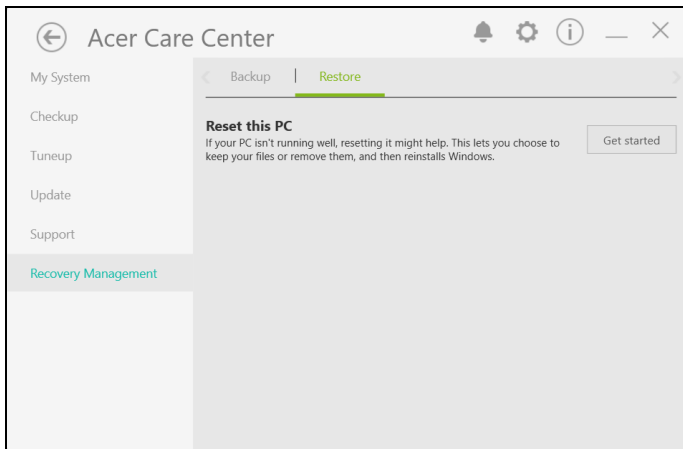 Acer Care Center
My System
Checkup
Tuneup
Update
Support
Recovery Management
Backup
Restore
Reset this PC
If your PC isn't running well, resetting it might help. This lets you choose to
keep your files or remove them, and then reinstalls Windows.
Get started